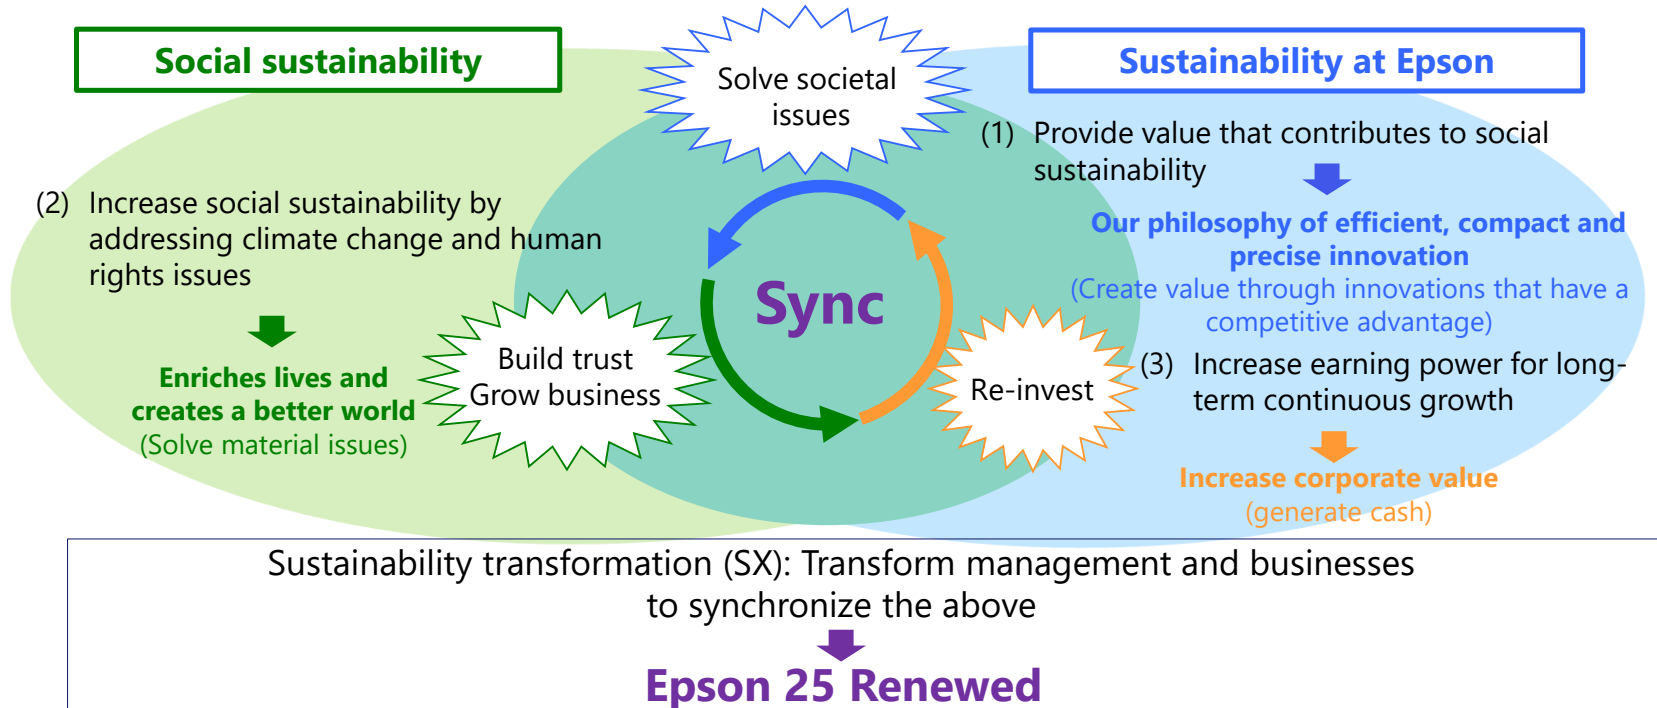 Social sustainability
Solve societal
issues
Sustainability at Epson
(1) Provide value that contributes to social
sustainability
Our philosophy of efficient, compact and
precise innovation
(Create value through innovations that have a
competitive advantage)
(2) Increase social sustainability by
addressing climate change and human
rights issues
Enriches lives and
creates a better world
(Solve material issues)
Build trust
Grow business
Sync
Re-invest
(3) Increase earning power for long-
term continuous growth
Increase corporate value
(generate cash)
Sustainability transformation (SX): Transform management and businesses
to synchronize the above
Epson 25 Renewed